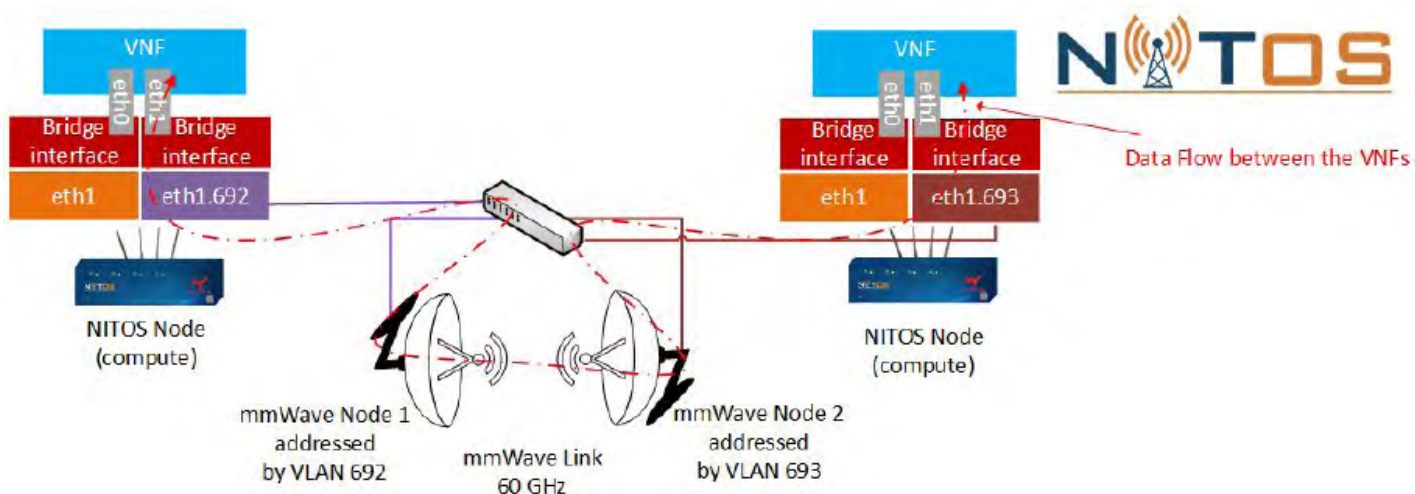 VNF
eth0
eth1
Bridge
interface
Bridge
interface
eth1
eth1.692
NITOS
NITOS Node
(compute)
mmWave Node 1
addressed
by VLAN 692
mmWave Link
60 GHz
mmWave Node 2
addressed
by VLAN 693
VNF
eth0
eth1
Bridge
interface
Bridge
interface
eth1
eth1.693
NITOS
NITOS Node
(compute)
NITOS
Data Flow between the VNFs